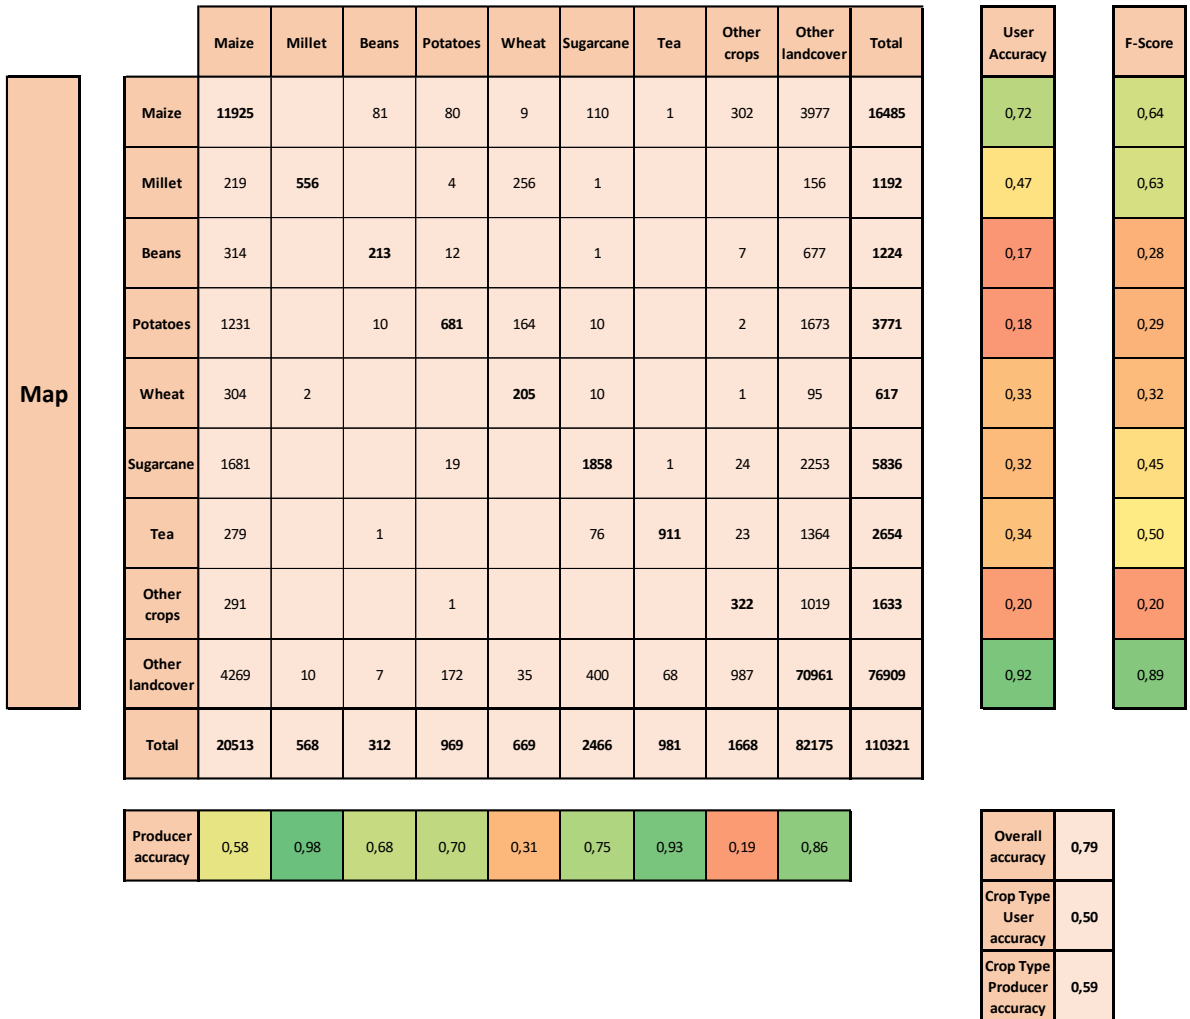 Maize Millet Beans Potatoes Wheat Sugarcane Tea Other crops Other landcover Total User Accuracy F-Score
Map
Maize 11925 81 80 9 110 1 302 3977 16485 0,72 0,64
Millet 219 556 4 256 1 156 1192 0,47 0,63
Beans 314 213 12 1 7 677 1224 0,17 0,28
Potatoes 1231 10 681 164 10 2 1673 3771 0,18 0,29
Wheat 304 2 205 10 1 95 617 0,33 0,32
Sugarcane 1681 19 1858 1 24 2253 5836 0,32 0,45
Tea 279 1 76 911 23 1364 2654 0,34 0,50
Other crops 291 1 322 1019 1633 0,20 0,20
Other landcover 4269 10 7 172 35 400 68 987 70961 76909 0,92 0,89
Total 20513 568 312 969 669 2466 981 1668 82175 110321
Producer accuracy 0,58 0,98 0,68 0,70 0,31 0,75 0,93 0,19 0,86
Overall accuracy 0,79
Crop Type User accuracy 0,50
Crop Type Producer accuracy 0,59